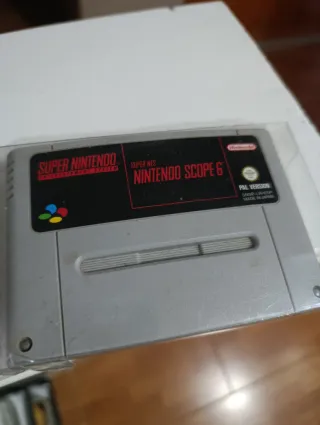 SUPER NINTENDO
ENTERTAINMENT SYSTEM
SUPER NES
NINTENDO SCOPE 6
Nintendo
PAL VERSION